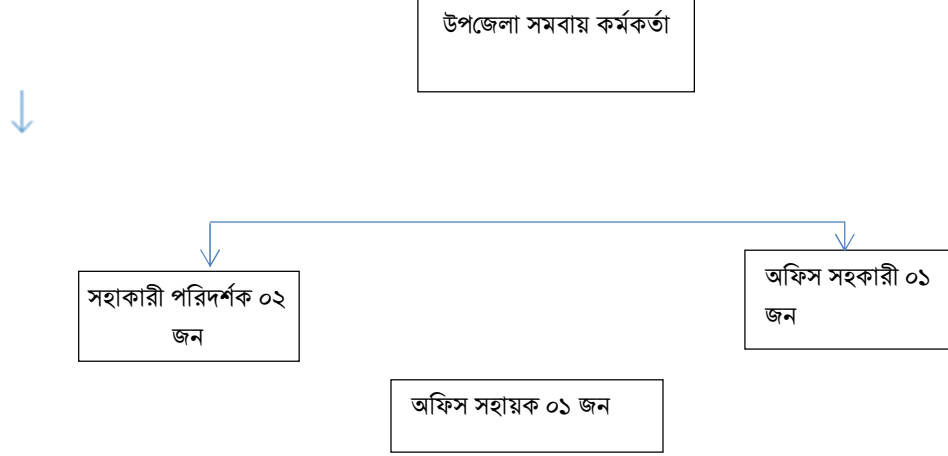 উপজেলা সমবায় কর্মকর্তা
সহাকারী পরিদর্শক ০২
জন
অফিস সহকারী ০১
জন
অফিস সহায়ক ০১ জন